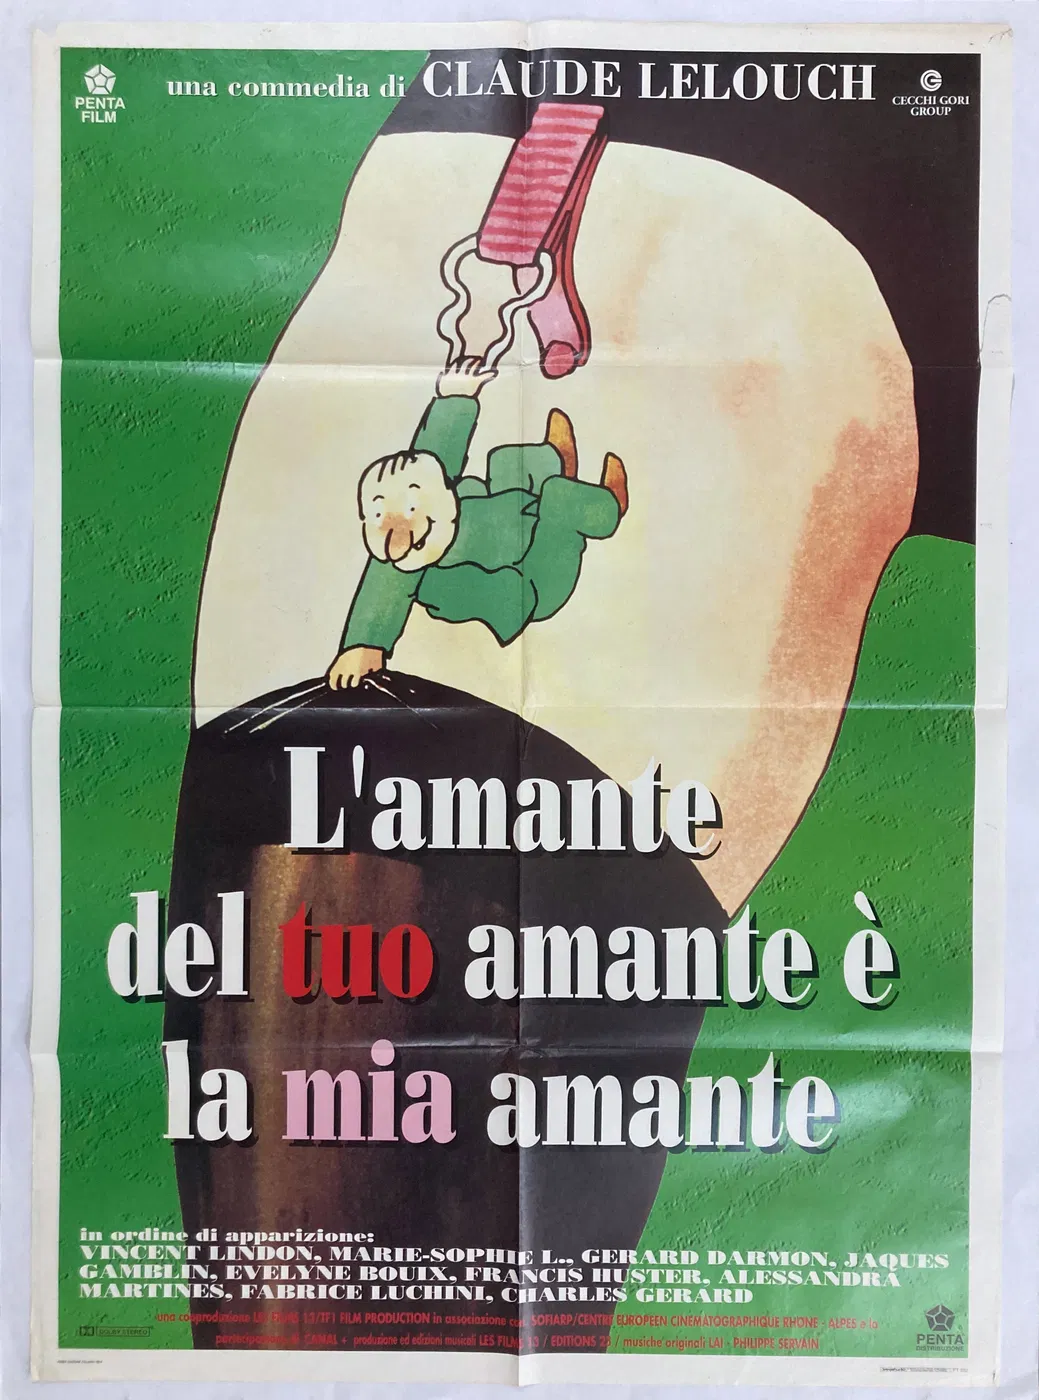 PENTA
FILM
una commedia di CLAUDE LELOUCH
CECCHI GORI
GROUP
L'amante
del tuo amante è
la mia amante
in ordine di apparizione:
VINCENT LINDON, MARIE-SOPHIE L., GERARD DARMON, JAQUES
GAMBLIN, EVELYNE BOUIX, FRANCIS HUSTER, ALESSANDRA
MARTINES, FABRICE LUCHINI, CHARLES GERARD
una coproduzione LES FILMS 13/TF1 FILM PRODUCTION in associazione con SOFIARP/CENTRE EUROPEEN CINEMATOGRAPHIQUE RHONE - ALPES e la
partecipazione di CANAL + produzione ed edizioni musicali LES FILMS 13 / EDITIONS 23 / musiche originali LAI - PHILIPPE SERVAIN
DOLBY STEREO
PENTA
DISTRIBUZIONE